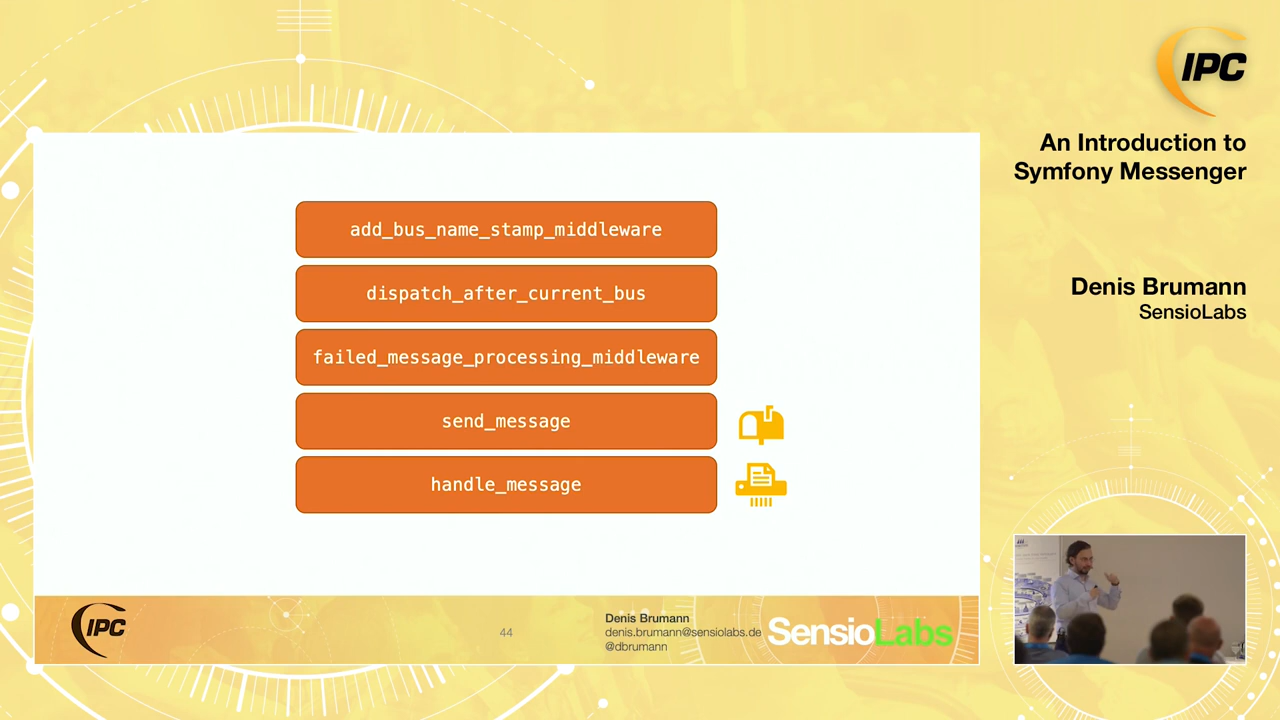 IPC
An Introduction to
Symfony Messenger
Denis Brumann
SensioLabs
add_bus_name_stamp_middleware
dispatch_after_current_bus
failed_message_processing_middleware
send_message
handle_message
IPC
44
Denis Brumann
denis.brumann@sensiolabs.de
@dbrumann
SensioLabs